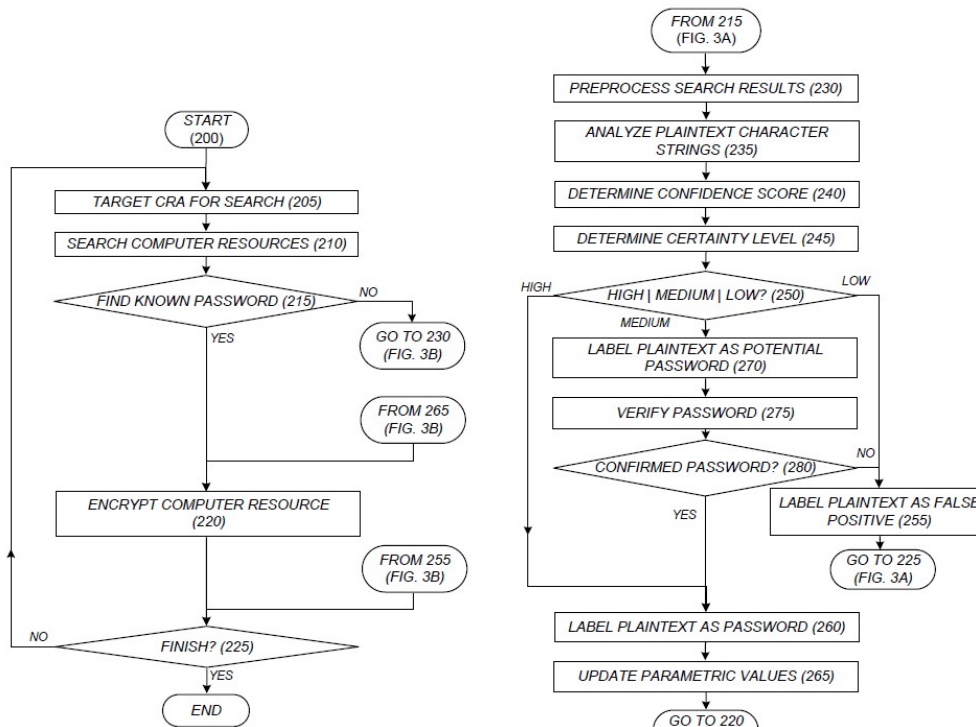 START
(200)
TARGET CRA FOR SEARCH (205)
SEARCH COMPUTER RESOURCES (210)
FIND KNOWN PASSWORD (215)
NO
YES
GO TO 230
(FIG. 3B)
FROM 265
(FIG. 3B)
ENCRYPT COMPUTER RESOURCE
(220)
FROM 255
(FIG. 3B)
NO
FINISH? (225)
YES
END
FROM 215
(FIG. 3A)
PREPROCESS SEARCH RESULTS (230)
ANALYZE PLAINTEXT CHARACTER
STRINGS (235)
DETERMINE CONFIDENCE SCORE (240)
DETERMINE CERTAINTY LEVEL (245)
HIGH
LOW
HIGH | MEDIUM | LOW? (250)
MEDIUM
LABEL PLAINTEXT AS POTENTIAL
PASSWORD (270)
VERIFY PASSWORD (275)
CONFIRMED PASSWORD? (280)
NO
YES
LABEL PLAINTEXT AS FALSE
POSITIVE (255)
GO TO 225
(FIG. 3A)
LABEL PLAINTEXT AS PASSWORD (260)
UPDATE PARAMETRIC VALUES (265)
GO TO 220